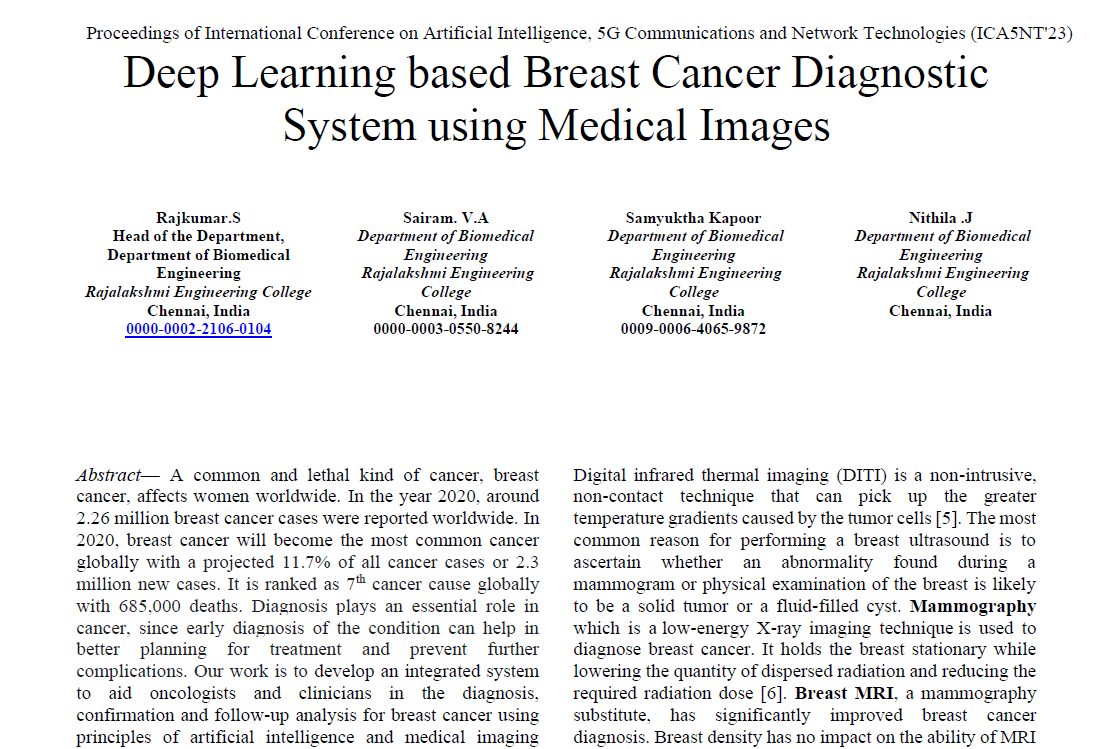 Proceedings of International Conference on Artificial Intelligence, 5G Communications and Network Technologies (ICA5NT'23)
Deep Learning based Breast Cancer Diagnostic
System using Medical Images
Rajkumar.S
Head of the Department,
Department of Biomedical
Engineering
Rajalakshmi Engineering College
Chennai, India
0000-0002-2106-0104
Sairam. V.A
Department of Biomedical
Engineering
Rajalakshmi Engineering
College
Chennai, India
0000-0003-0550-8244
Samyuktha Kapoor
Department of Biomedical
Engineering
Rajalakshmi Engineering
College
Chennai, India
0009-0006-4065-9872
Nithila .J
Department of Biomedical
Engineering
Rajalakshmi Engineering
College
Chennai, India
Abstract— A common and lethal kind of cancer, breast
cancer, affects women worldwide. In the year 2020, around
2.26 million breast cancer cases were reported worldwide. In
2020, breast cancer will become the most common cancer
globally with a projected 11.7% of all cancer cases or 2.3
million new cases. It is ranked as 7th cancer cause globally
with 685,000 deaths. Diagnosis plays an essential role in
cancer, since early diagnosis of the condition can help in
better planning for treatment and prevent further
complications. Our work is to develop an integrated system
to aid oncologists and clinicians in the diagnosis,
confirmation and follow-up analysis for breast cancer using
principles of artificial intelligence and medical imaging
Digital infrared thermal imaging (DITI) is a non-intrusive,
non-contact technique that can pick up the greater
temperature gradients caused by the tumor cells [5]. The most
common reason for performing a breast ultrasound is to
ascertain whether an abnormality found during a
mammogram or physical examination of the breast is likely
to be a solid tumor or a fluid-filled cyst. Mammography
which is a low-energy X-ray imaging technique is used to
diagnose breast cancer. It holds the breast stationary while
lowering the quantity of dispersed radiation and reducing the
required radiation dose [6]. Breast MRI, a mammography
substitute, has significantly improved breast cancer
diagnosis. Breast density has no impact on the ability of MRI